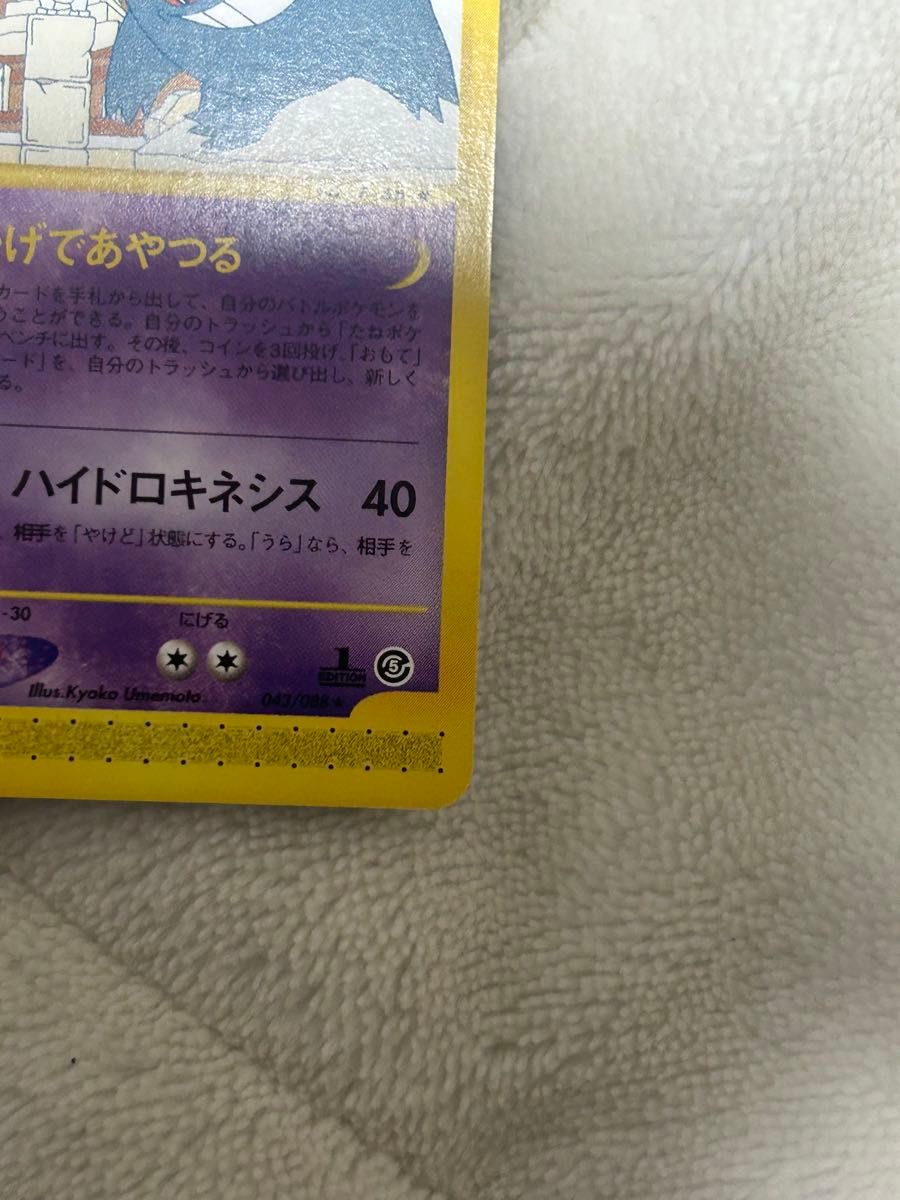 げであやつる
カードを手札から出して、自分のバトルポケモンを
うことができる。自分のトラッシュから「たねポケ
ベンチに出す。その後、コインを3回投げ、「おもて」
ード」を、自分のトラッシュから選び出し、新しく
る。
ハイドロキネシス 40
、相手を「やけど」状態にする。「うら」なら、相手を
-30 にげる
1 EDITION 5
Illus.Kyoko Umemoto 043/088★